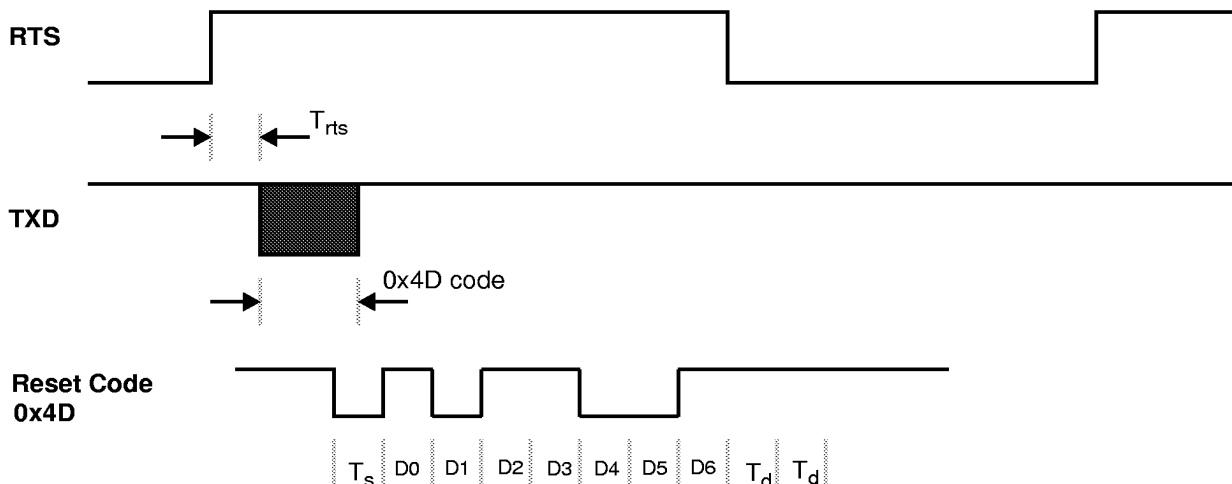 RTS
Trts
TXD
0x4D code
Reset Code
0x4D
Ts D0 D1 D2 D3 D4 D5 D6 Td Td